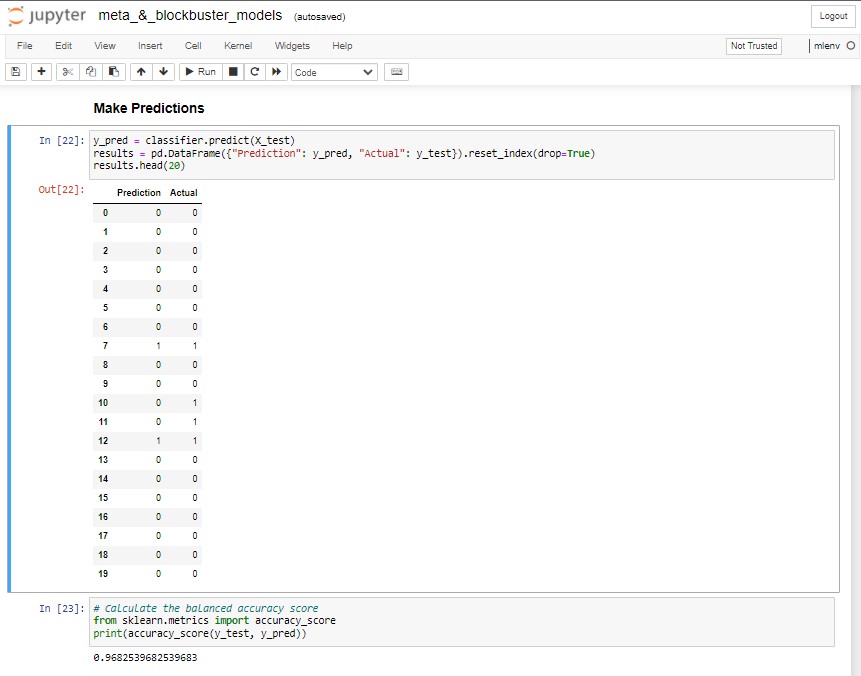 jupyter meta_&_blockbuster_models (autosaved) Logout
File Edit View Insert Cell Kernel Widgets Help Not Trusted mlenv
Run Code
Make Predictions
In [22]: y_pred = classifier.predict(X_test)
results = pd.DataFrame({"Prediction": y_pred, "Actual": y_test}).reset_index(drop=True)
results.head(20)
Out[22]:
Prediction Actual
0 0 0
1 0 0
2 0 0
3 0 0
4 0 0
5 0 0
6 0 0
7 1 1
8 0 0
9 0 0
10 0 1
11 0 1
12 1 1
13 0 0
14 0 0
15 0 0
16 0 0
17 0 0
18 0 0
19 0 0
In [23]: # Calculate the balanced accuracy score
from sklearn.metrics import accuracy_score
print(accuracy_score(y_test, y_pred))
0.9682539682539683